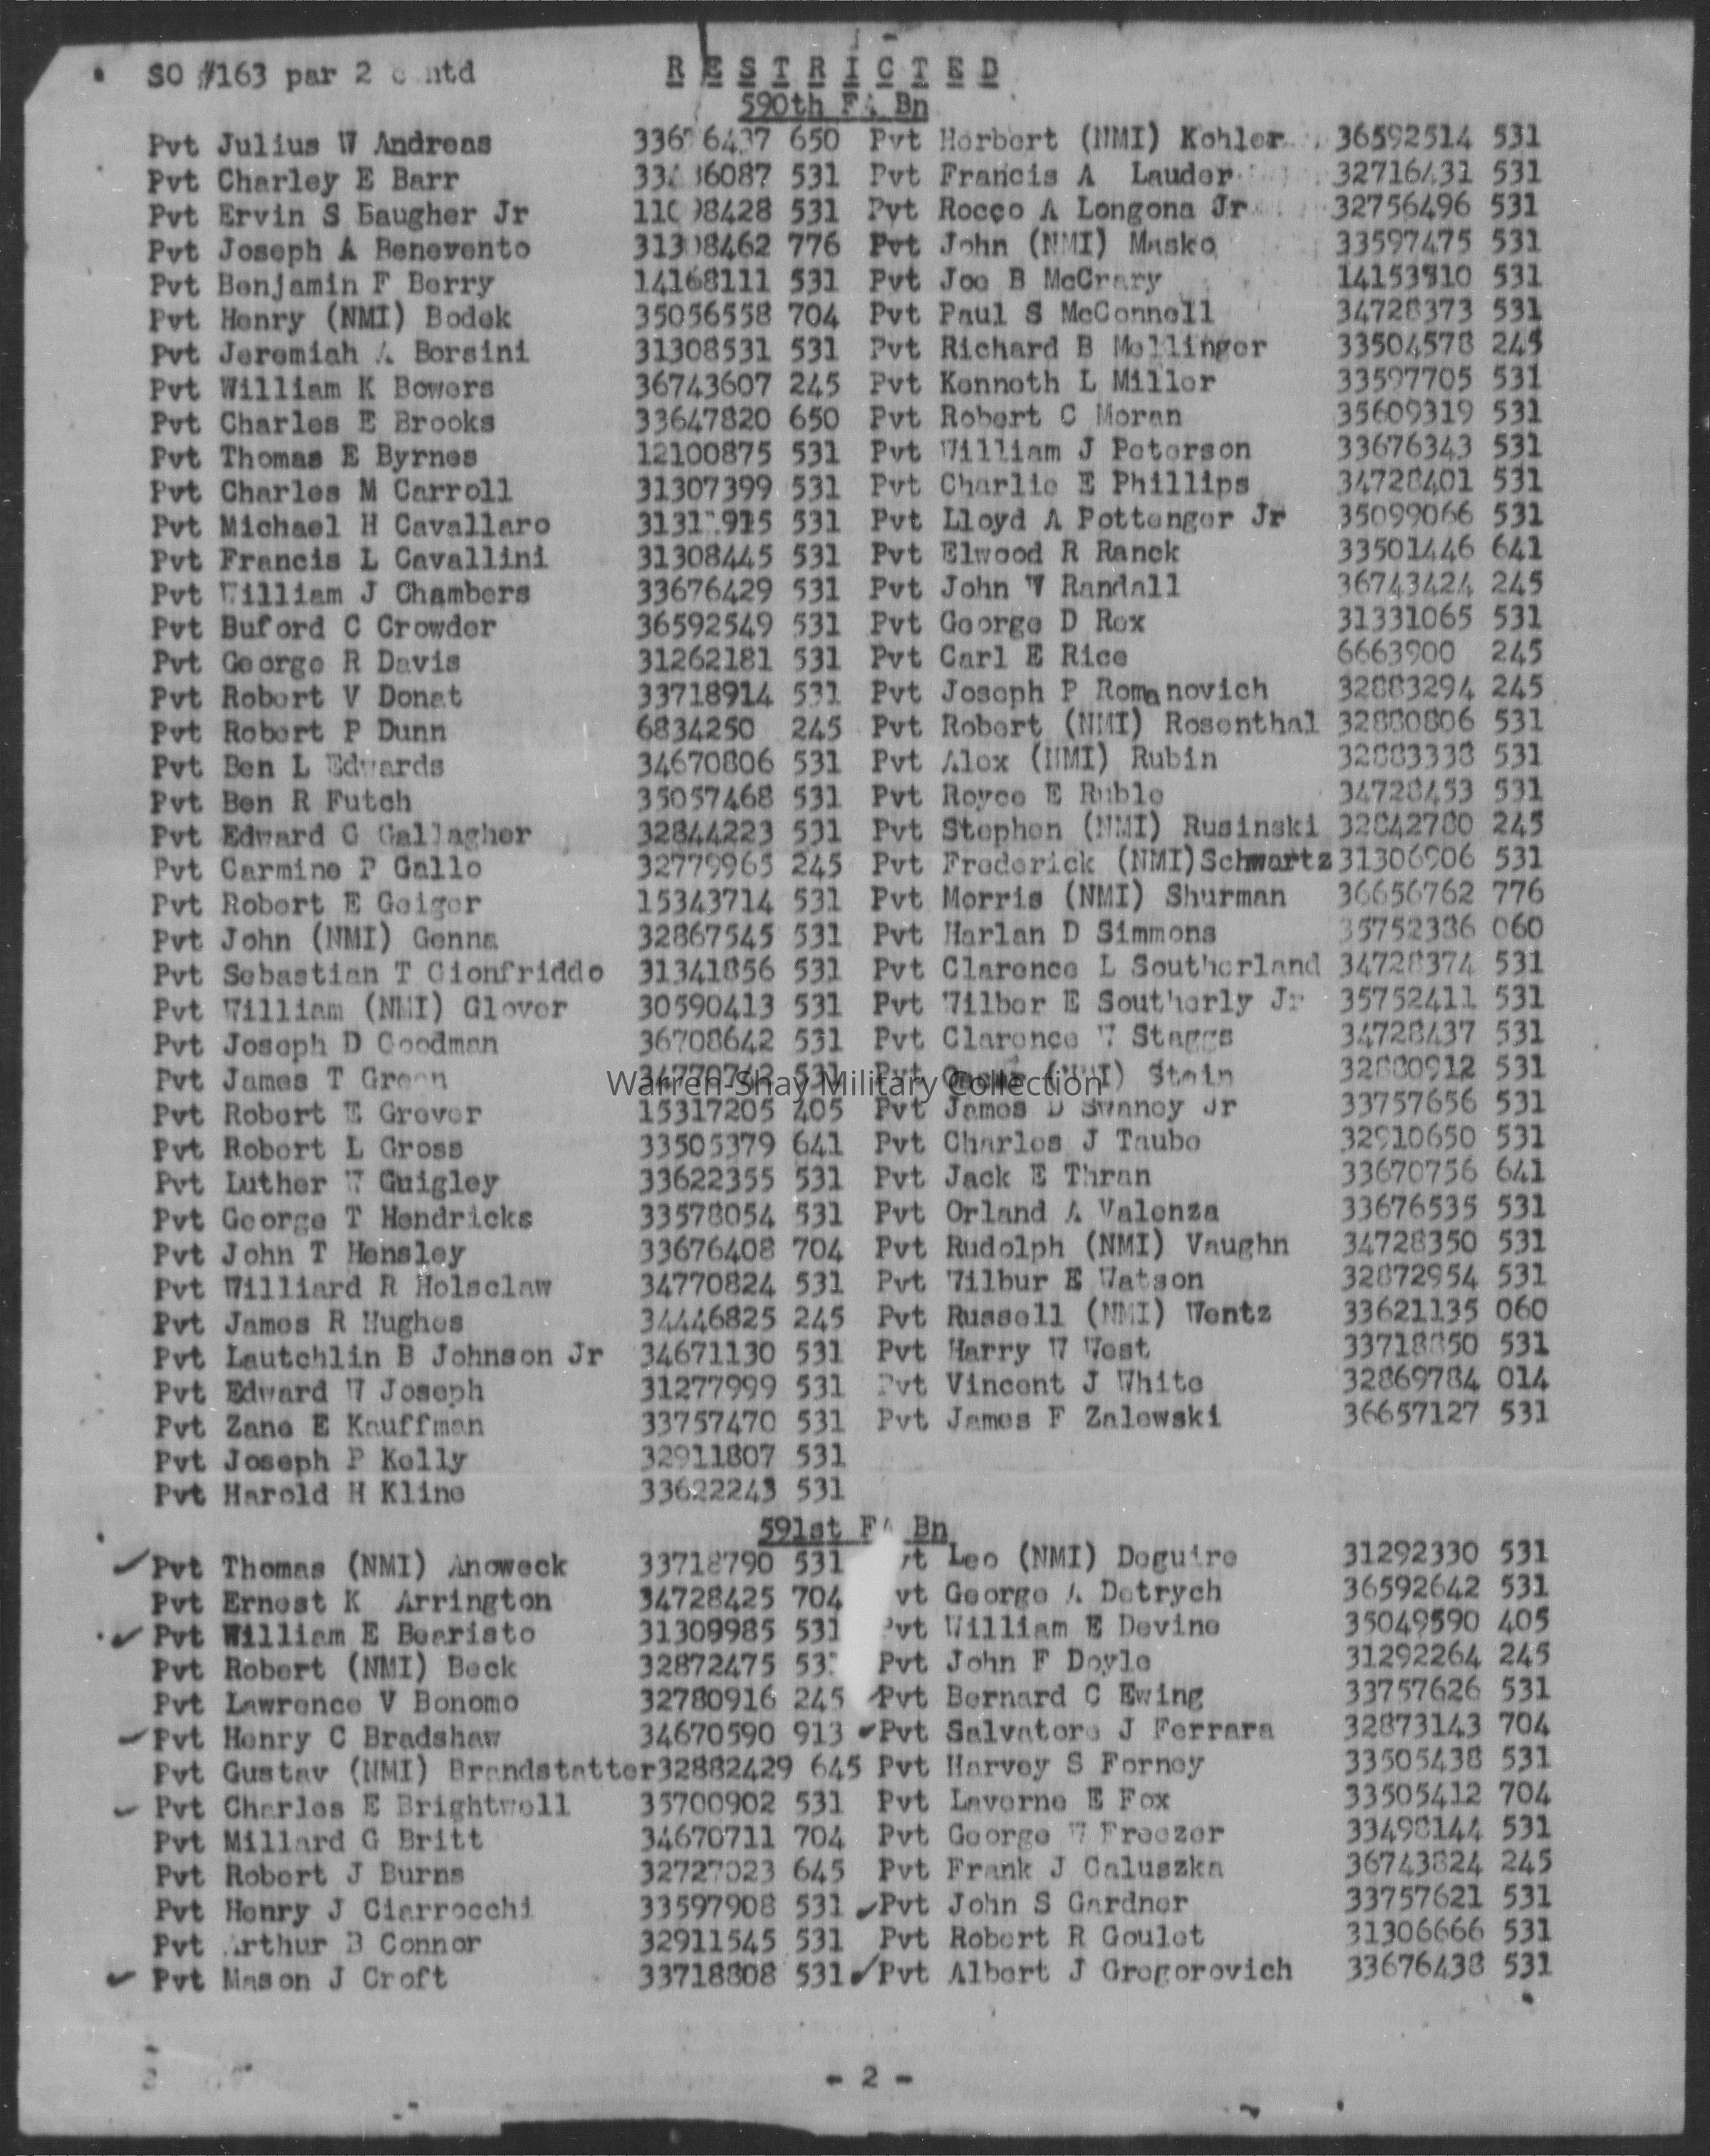 SO #163 par 2 contd
R E S T R I C T E D
590th FA Bn
Pvt Julius W Andreas 650 Pvt Herbert (NMI) Kohler 36592514 531
Pvt Charley E Barr 531 Pvt Francis A Lauder 32716431 531
Pvt Ervin S Baugher Jr 531 Pvt Rocco A Longona Jr 32756496 531
Pvt Joseph A Benevento 31308462 776 Pvt John (NMI) Masko 33597475 531
Pvt Benjamin F Berry 14168111 531 Pvt Joe B McCrary 531
Pvt Henry (NMI) Bodek 35056558 704 Pvt Paul S McConnell 34728373 531
Pvt Jeremiah A Borsini 31308531 531 Pvt Richard B Mellinger 33504578 245
Pvt William K Bowers 36743607 245 Pvt Kenneth L Miller 33597705 531
Pvt Charles E Brooks 33647820 650 Pvt Robert C Moran 35609319 531
Pvt Thomas E Byrnes 12100875 531 Pvt William J Peterson 33676343 531
Pvt Charles M Carroll 31307399 531 Pvt Charlie E Phillips 34728401 531
Pvt Michael H Cavallaro 531 Pvt Lloyd A Pottenger Jr 35099066 531
Pvt Francis L Cavallini 31308445 531 Pvt Elwood R Ranck 33501446 641
Pvt William J Chambers 33676429 531 Pvt John W Randall 36743424 245
Pvt Buford C Crowder 36592549 531 Pvt George D Rex 31331065 531
Pvt George R Davis 31262181 531 Pvt Carl E Rice 6663900 245
Pvt Robert V Donat 33718914 531 Pvt Joseph P Romanovich 32883294 245
Pvt Robert P Dunn 6834250 245 Pvt Robert (NMI) Rosenthal 32880806 531
Pvt Ben L Edwards 34670806 531 Pvt Alex (NMI) Rubin 32883338 531
Pvt Ben R Futch 35057468 531 Pvt Royce E Ruble 34728453 531
Pvt Edward G Gallagher 32844223 531 Pvt Stephen (NMI) Rusinski 32842780 245
Pvt Carmine P Gallo 32779965 245 Pvt Frederick (NMI)Schwartz 31306906 531
Pvt Robert E Geiger 15343714 531 Pvt Morris (NMI) Shurman 36656762 776
Pvt John (NMI) Genna 32867545 531 Pvt Harlan D Simmons 35752386 060
Pvt Sebastian T Gionfriddo 31341856 531 Pvt Clarence L Southerland 34728374 531
Pvt William (NMI) Glover 30590413 531 Pvt Wilber E Southerly Jr 35752411 531
Pvt Joseph D Goodman 36708642 531 Pvt Clarence W Staggs 34728437 531
Pvt James T Green 34770742 531 Pvt (NMI) Stein 32880912 531
Warren-Shay Military Collection
Pvt Robert E Grever 15317205 405 Pvt James D Swaney Jr 33757656 531
Pvt Robert L Gross 33505379 641 Pvt Charles J Taube 32910650 531
Pvt Luther W Guigley 33622355 531 Pvt Jack E Thran 33670756 641
Pvt George T Hendricks 33578054 531 Pvt Orland A Valenza 33676535 531
Pvt John T Hensley 33676408 704 Pvt Rudolph (NMI) Vaughn 34728350 531
Pvt Williard R Holsclaw 34770824 531 Pvt Wilbur E Watson 32872954 531
Pvt James R Hughes 34446825 245 Pvt Russell (NMI) Wentz 33621135 060
Pvt Lautchlin B Johnson Jr 34671130 531 Pvt Harry W West 33718850 531
Pvt Edward W Joseph 31277999 531 Pvt Vincent J White 32869784 014
Pvt Zane E Kauffman 33757470 531 Pvt James F Zalewski 36657127 531
Pvt Joseph P Kelly 32911807 531
Pvt Harold H Kline 33622243 531
591st FA Bn
Pvt Thomas (NMI) Anoweck 33718790 531 Pvt Leo (NMI) Deguire 31292330 531
Pvt Ernest K Arrington 34728425 704 Pvt George A Detrych 36592642 531
Pvt William E Bearisto 31309985 531 Pvt William E Devine 35049590 405
Pvt Robert (NMI) Beck 32872475 531 Pvt John F Doyle 31292264 245
Pvt Lawrence V Bonomo 32780916 245 Pvt Bernard C Ewing 33757626 531
Pvt Henry C Bradshaw 34670590 913 Pvt Salvatore J Ferrara 32873143 704
Pvt Gustav (NMI) Brandstatter32882429 645 Pvt Harvey S Forney 33505438 531
Pvt Charles E Brightwell 35700902 531 Pvt Laverne E Fox 33505412 704
Pvt Millard G Britt 34670711 704 Pvt George W Freezer 33498144 531
Pvt Robert J Burns 32727023 645 Pvt Frank J Galuszka 36743824 245
Pvt Henry J Ciarrocchi 33597908 531 Pvt John S Gardner 33757621 531
Pvt Arthur B Connor 32911545 531 Pvt Robert R Goulet 31306666 531
Pvt Mason J Croft 33718808 531 Pvt Albert J Gregorovich 33676438 531
- 2 -